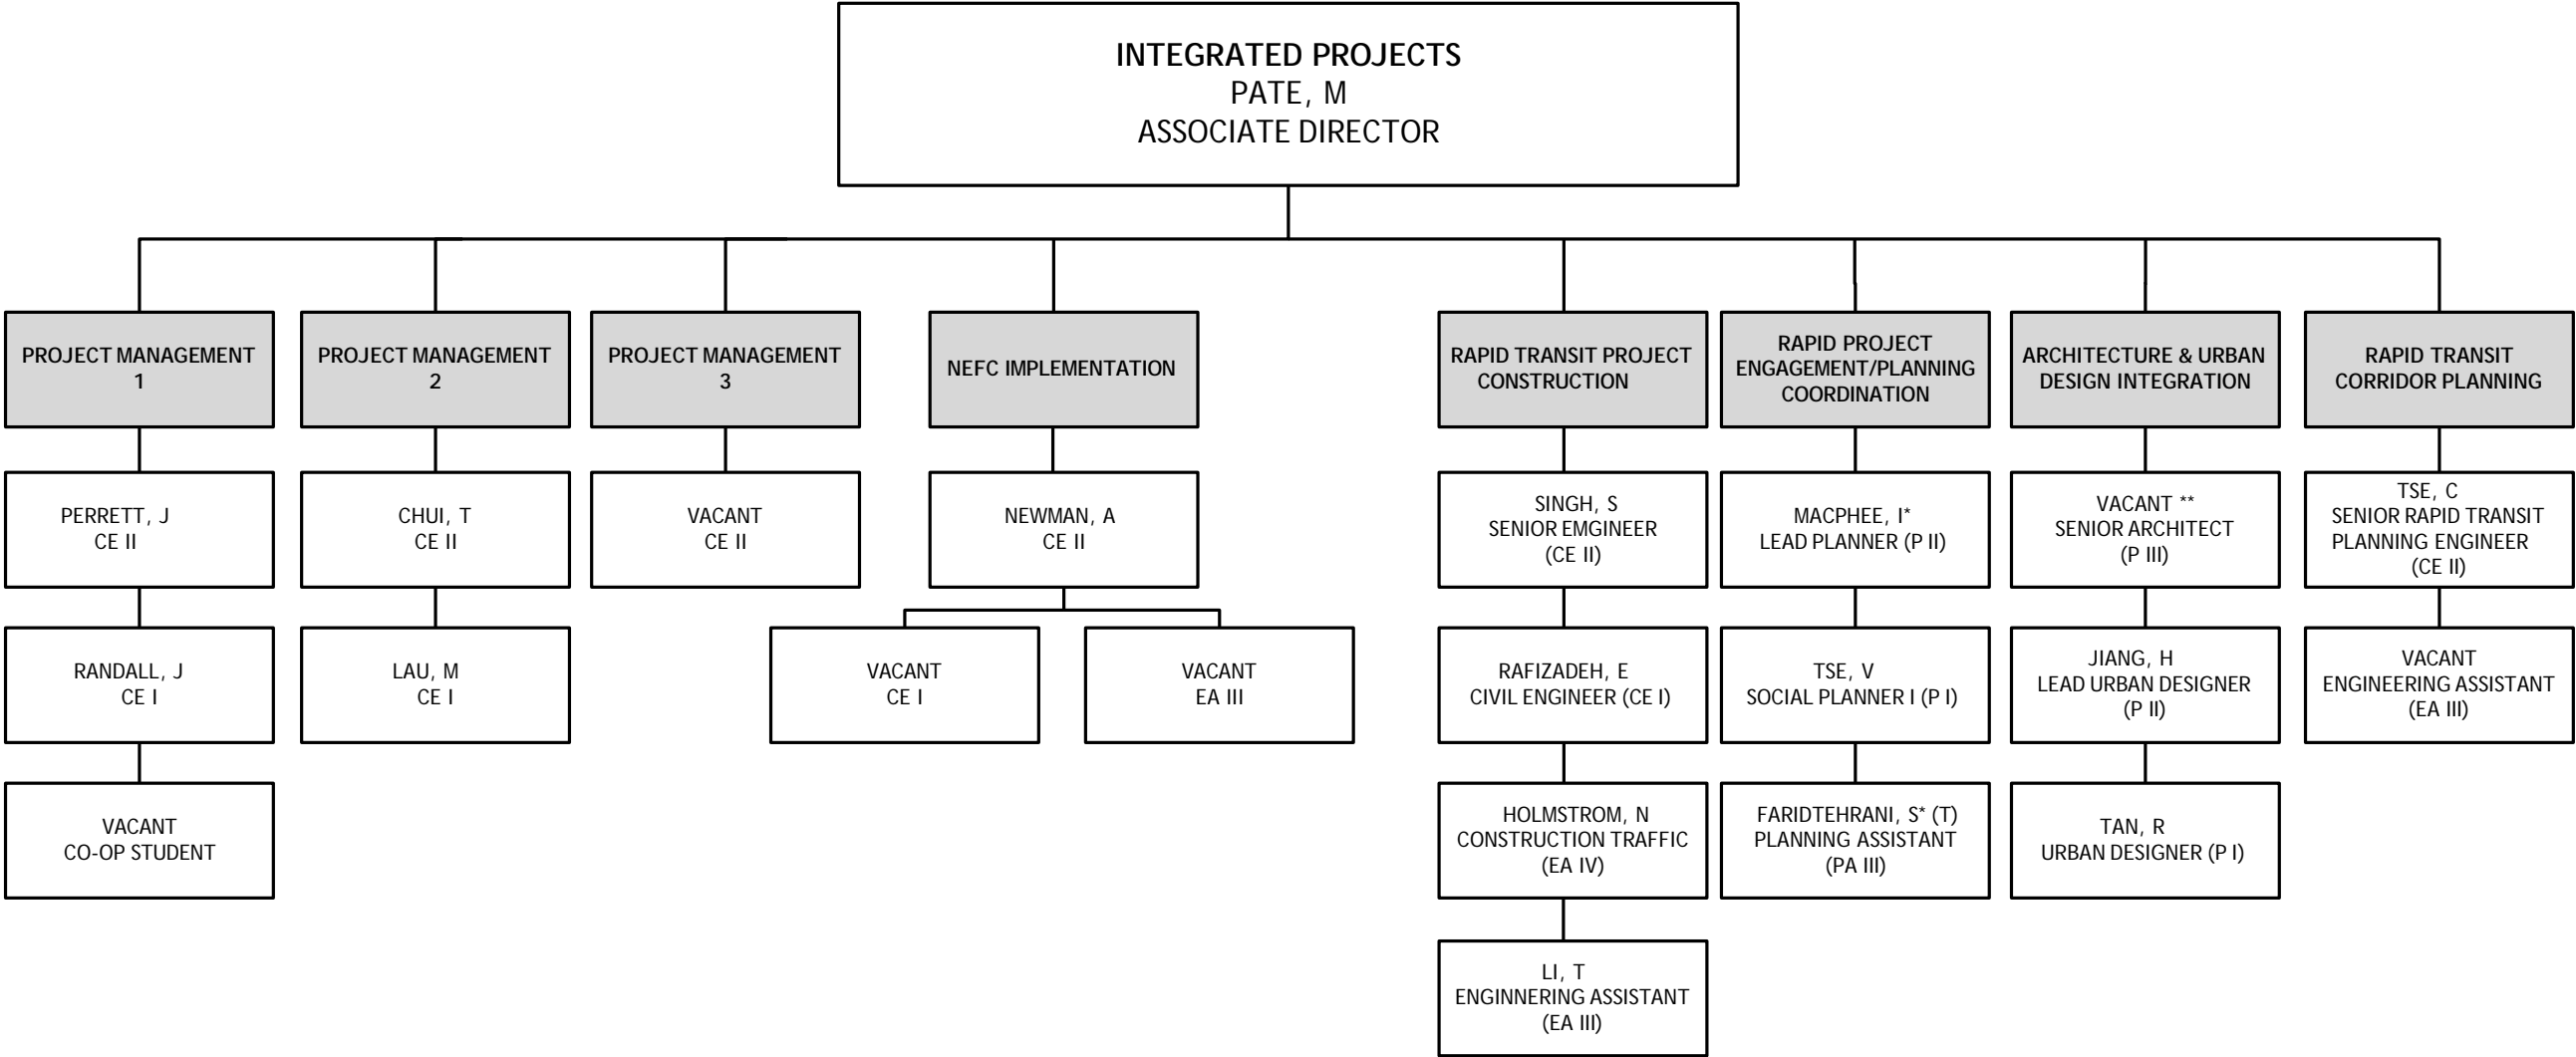 INTEGRATED PROJECTS
PATE, M
ASSOCIATE DIRECTOR
PROJECT MANAGEMENT
1
PROJECT MANAGEMENT
2
PROJECT MANAGEMENT
3
NEFC IMPLEMENTATION
RAPID TRANSIT PROJECT
CONSTRUCTION
RAPID PROJECT
ENGAGEMENT/PLANNING
COORDINATION
ARCHITECTURE & URBAN
DESIGN INTEGRATION
RAPID TRANSIT
CORRIDOR PLANNING
PERRETT, J
CE II
CHUI, T
CE II
VACANT
CE II
NEWMAN, A
CE II
SINGH, S
SENIOR EMGINEER
(CE II)
MACPHEE, I*
LEAD PLANNER (P II)
VACANT **
SENIOR ARCHITECT
(P III)
TSE, C
SENIOR RAPID TRANSIT
PLANNING ENGINEER
(CE II)
RANDALL, J
CE I
LAU, M
CE I
VACANT
CE I
VACANT
EA III
RAFIZADEH, E
CIVIL ENGINEER (CE I)
TSE, V
SOCIAL PLANNER I (P I)
JIANG, H
LEAD URBAN DESIGNER
(P II)
VACANT
ENGINEERING ASSISTANT
(EA III)
VACANT
CO-OP STUDENT
HOLMSTROM, N
CONSTRUCTION TRAFFIC
(EA IV)
FARIDTEHRANI, S* (T)
PLANNING ASSISTANT
(PA III)
TAN, R
URBAN DESIGNER (P I)
LI, T
ENGINNERING ASSISTANT
(EA III)